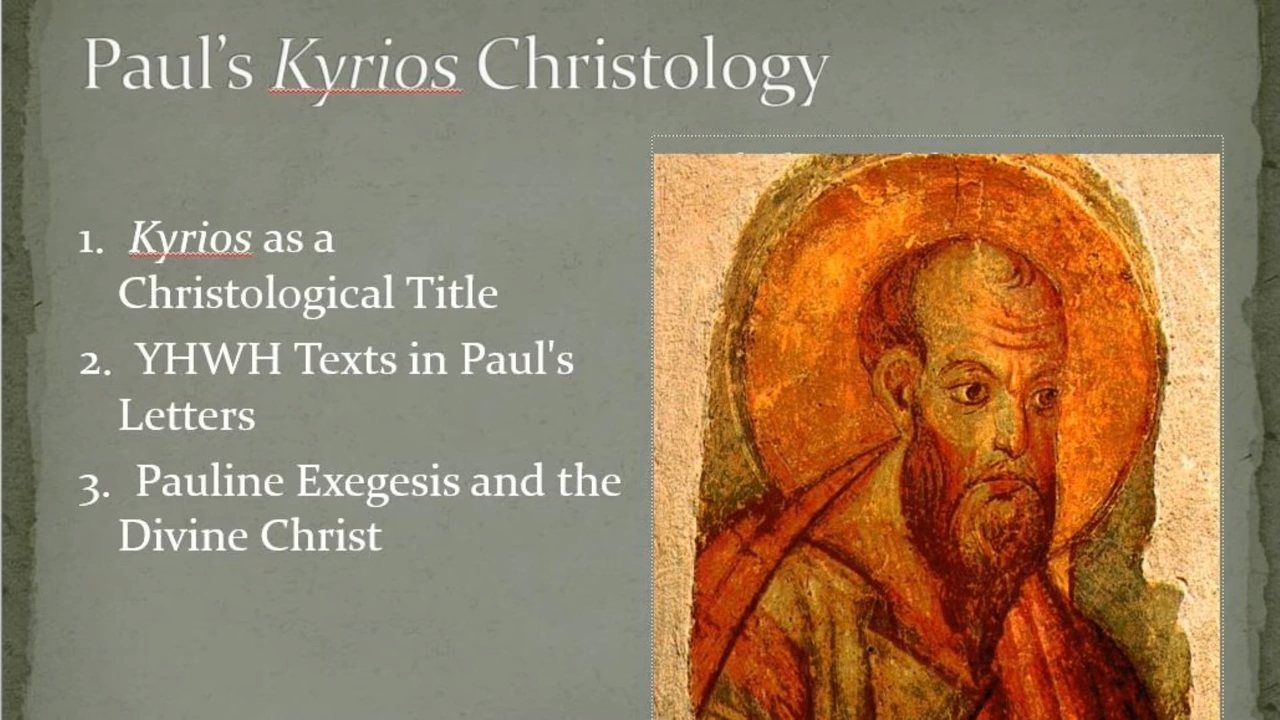 Paul’s Kyrios Christology
1. Kyrios as a
Christological Title
2. YHWH Texts in Paul's
Letters
3. Pauline Exegesis and the
Divine Christ